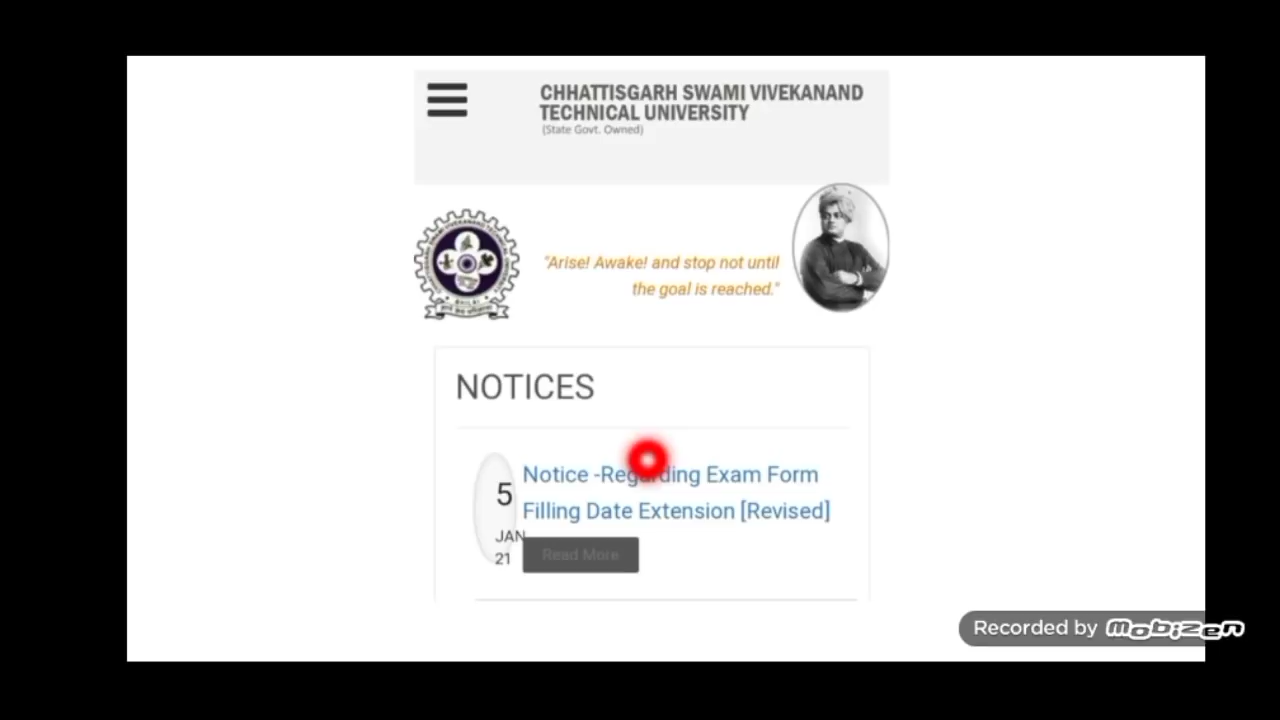 CHHATTISGARH SWAMI VIVEKANAND
TECHNICAL UNIVERSITY
(State Govt. Owned)
"Arise! Awake! and stop not until
the goal is reached."
BHILAI
NOTICES
5
JAN
21
Notice -Regarding Exam Form
Filling Date Extension [Revised]
Read More
Recorded by mobizen